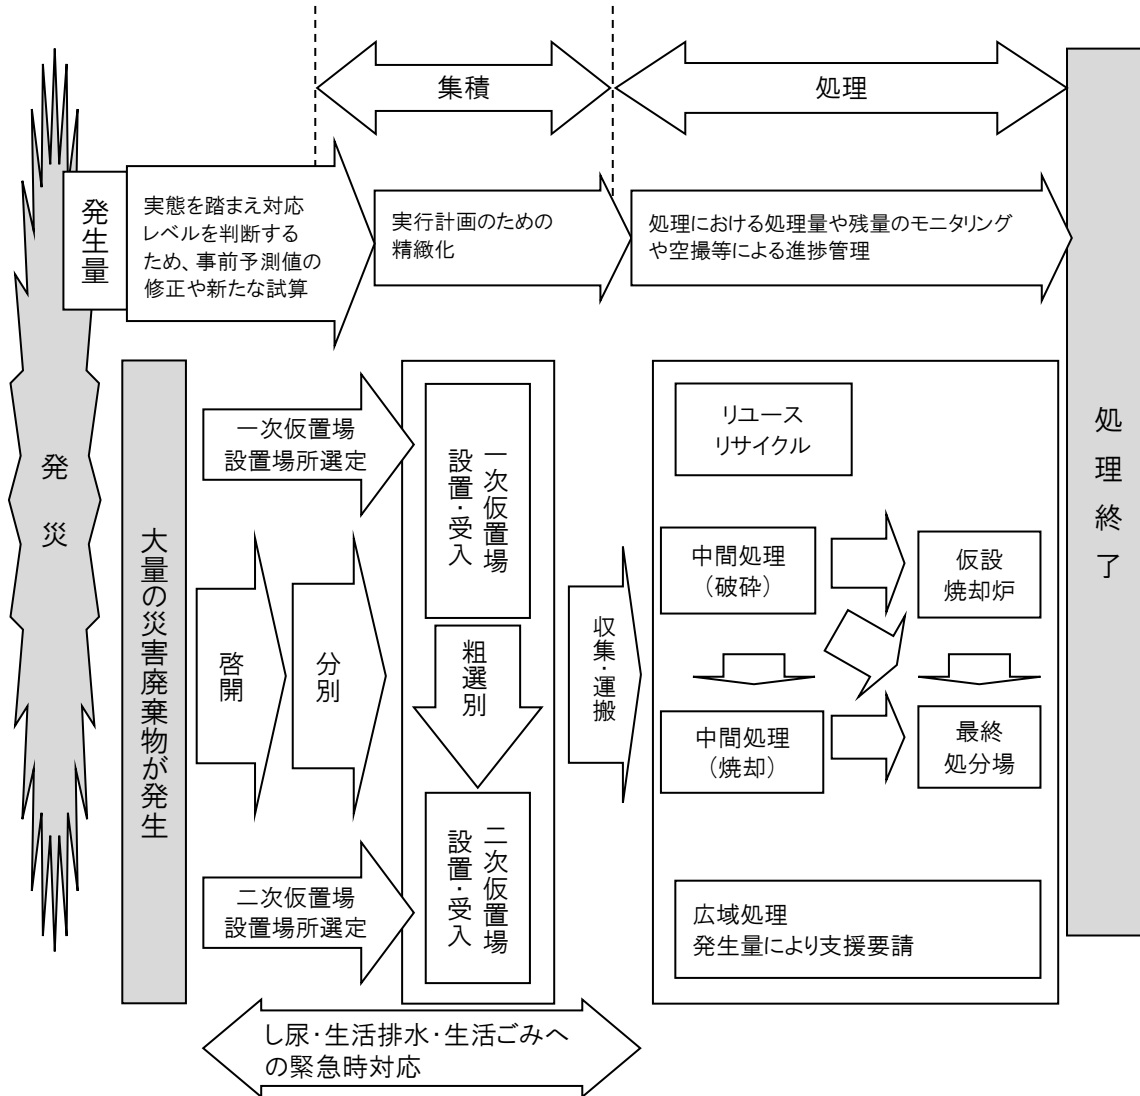 集積
処理
発生量
実態を踏まえ対応
レベルを判断する
ため、事前予測値の
修正や新たな試算
実行計画のための
精緻化
処理における処理量や残量のモニタリング
や空撮等による進捗管理
発災
大量の災害廃棄物が発生
一次仮置場
設置場所選定
啓開
分別
二次仮置場
設置場所選定
一次仮置場
設置・受入
粗選別
二次仮置場
設置・受入
収集・運搬
リユース
リサイクル
中間処理
（破砕）
仮設
焼却炉
中間処理
（焼却）
最終
処分場
広域処理
発生量により支援要請
処理終了
し尿・生活排水・生活ごみへ
の緊急時対応